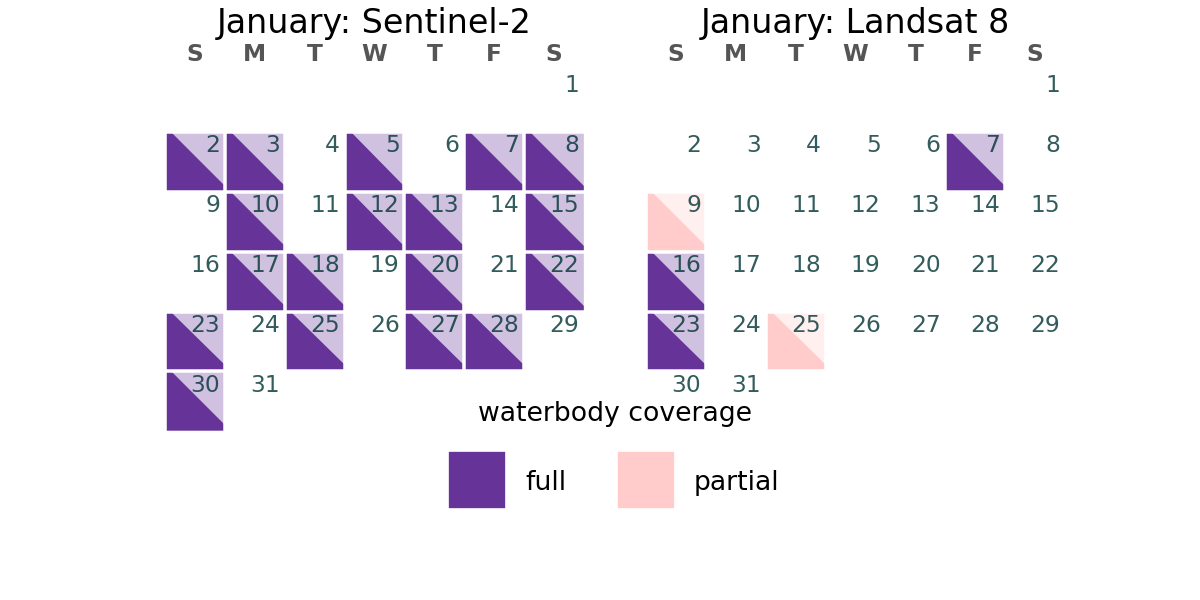 January: Sentinel-2
S M T W T F S
1
2 3 4 5 6 7 8
9 10 11 12 13 14 15
16 17 18 19 20 21 22
23 24 25 26 27 28 29
30 31
January: Landsat 8
S M T W T F S
1
2 3 4 5 6 7 8
9 10 11 12 13 14 15
16 17 18 19 20 21 22
23 24 25 26 27 28 29
30 31
waterbody coverage
full
partial